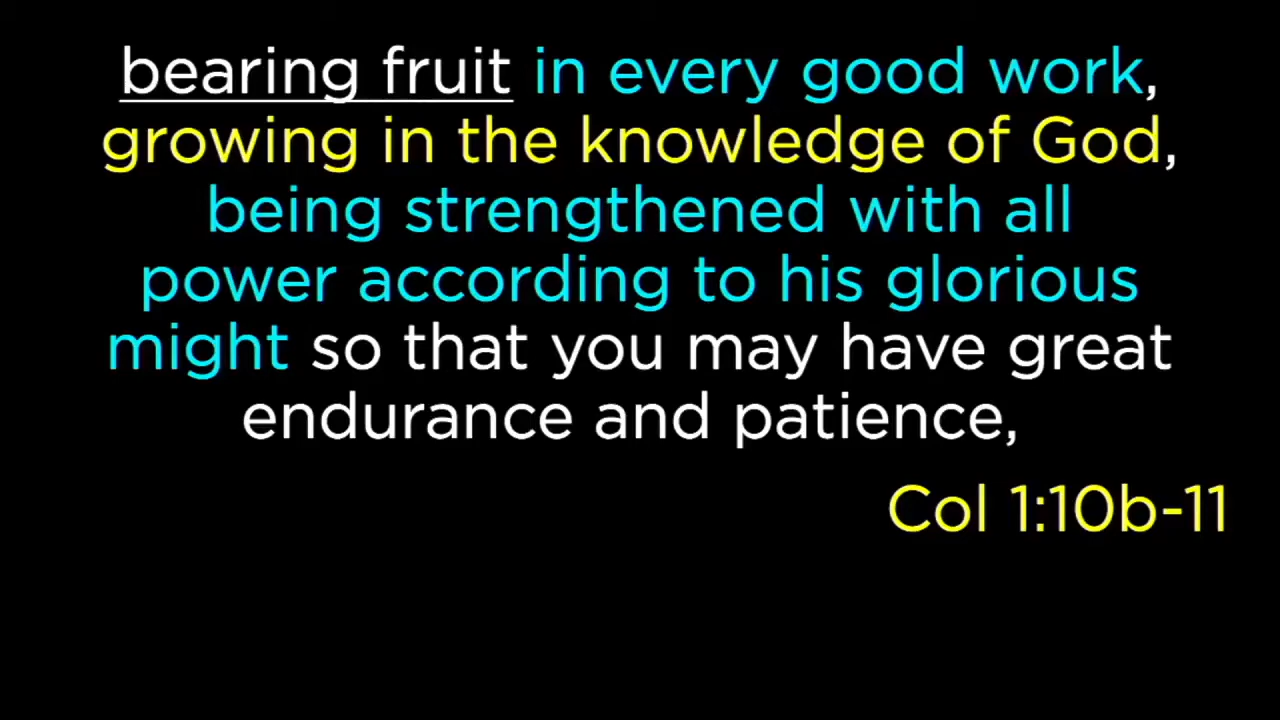 bearing fruit in every good work,
growing in the knowledge of God,
being strengthened with all
power according to his glorious
might so that you may have great
endurance and patience,
Col 1:10b-11